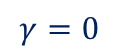 γ = 0